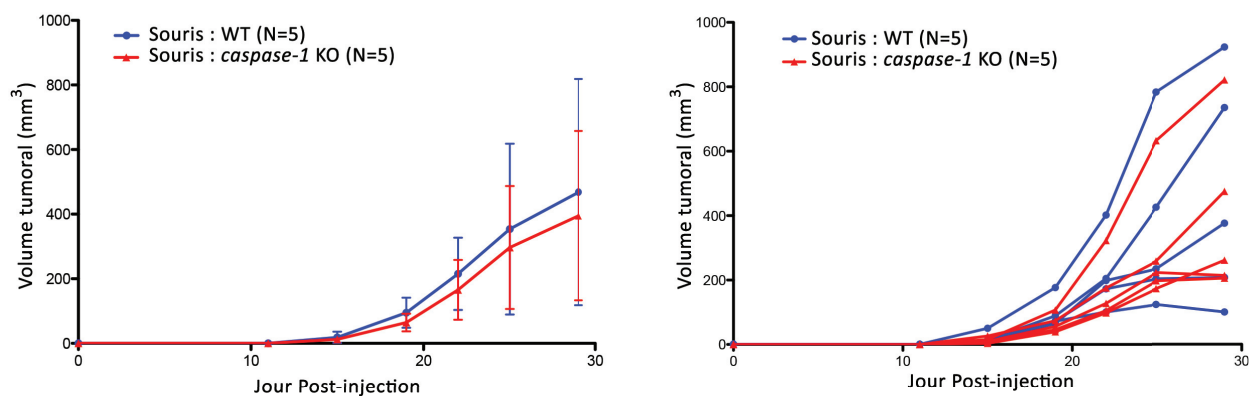 1000
800
600
400
200
0
Volume tumoral (mm³)
Souris : WT (N=5)
Souris : caspase-1 KO (N=5)
0 10 20 30
Jour Post-injection
1000
800
600
400
200
0
Volume tumoral (mm³)
Souris : WT (N=5)
Souris : caspase-1 KO (N=5)
0 10 20 30
Jour Post-injection